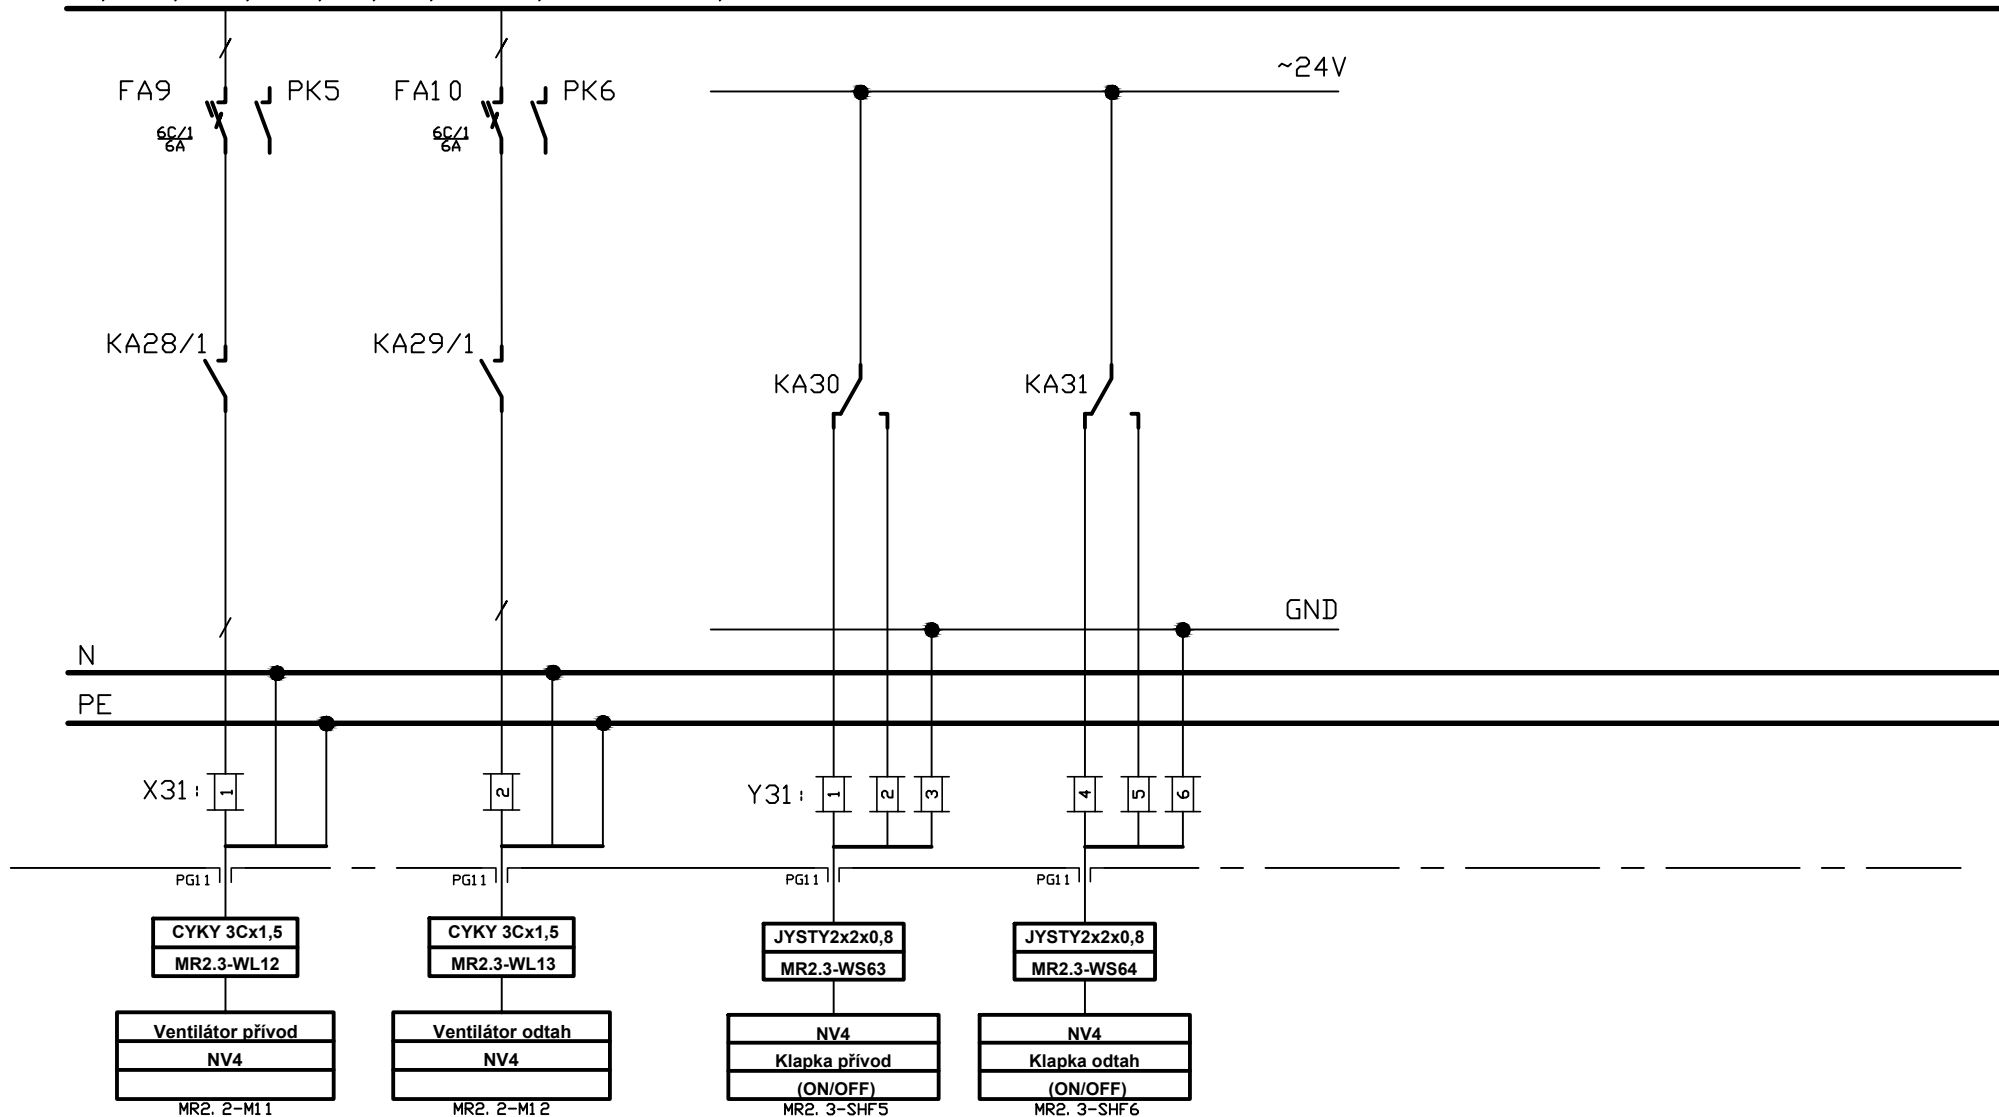 ~24V
FA9
PK5
FA10
PK6
6C/1
6A
6C/1
6A
KA28/1
KA29/1
KA30
KA31
GND
N
PE
X31:
1
2
Y31:
1
2
3
4
5
6
PG11
PG11
PG11
PG11
CYKY 3Cx1,5
MR2.3-WL12
CYKY 3Cx1,5
MR2.3-WL13
JYSTY2x2x0,8
MR2.3-WS63
JYSTY2x2x0,8
MR2.3-WS64
Ventilátor přívod
NV4
MR2. 2-M11
Ventilátor odtah
NV4
MR2. 2-M12
NV4
Klapka přívod
(ON/OFF)
MR2. 3-SHF5
NV4
Klapka odtah
(ON/OFF)
MR2. 3-SHF6